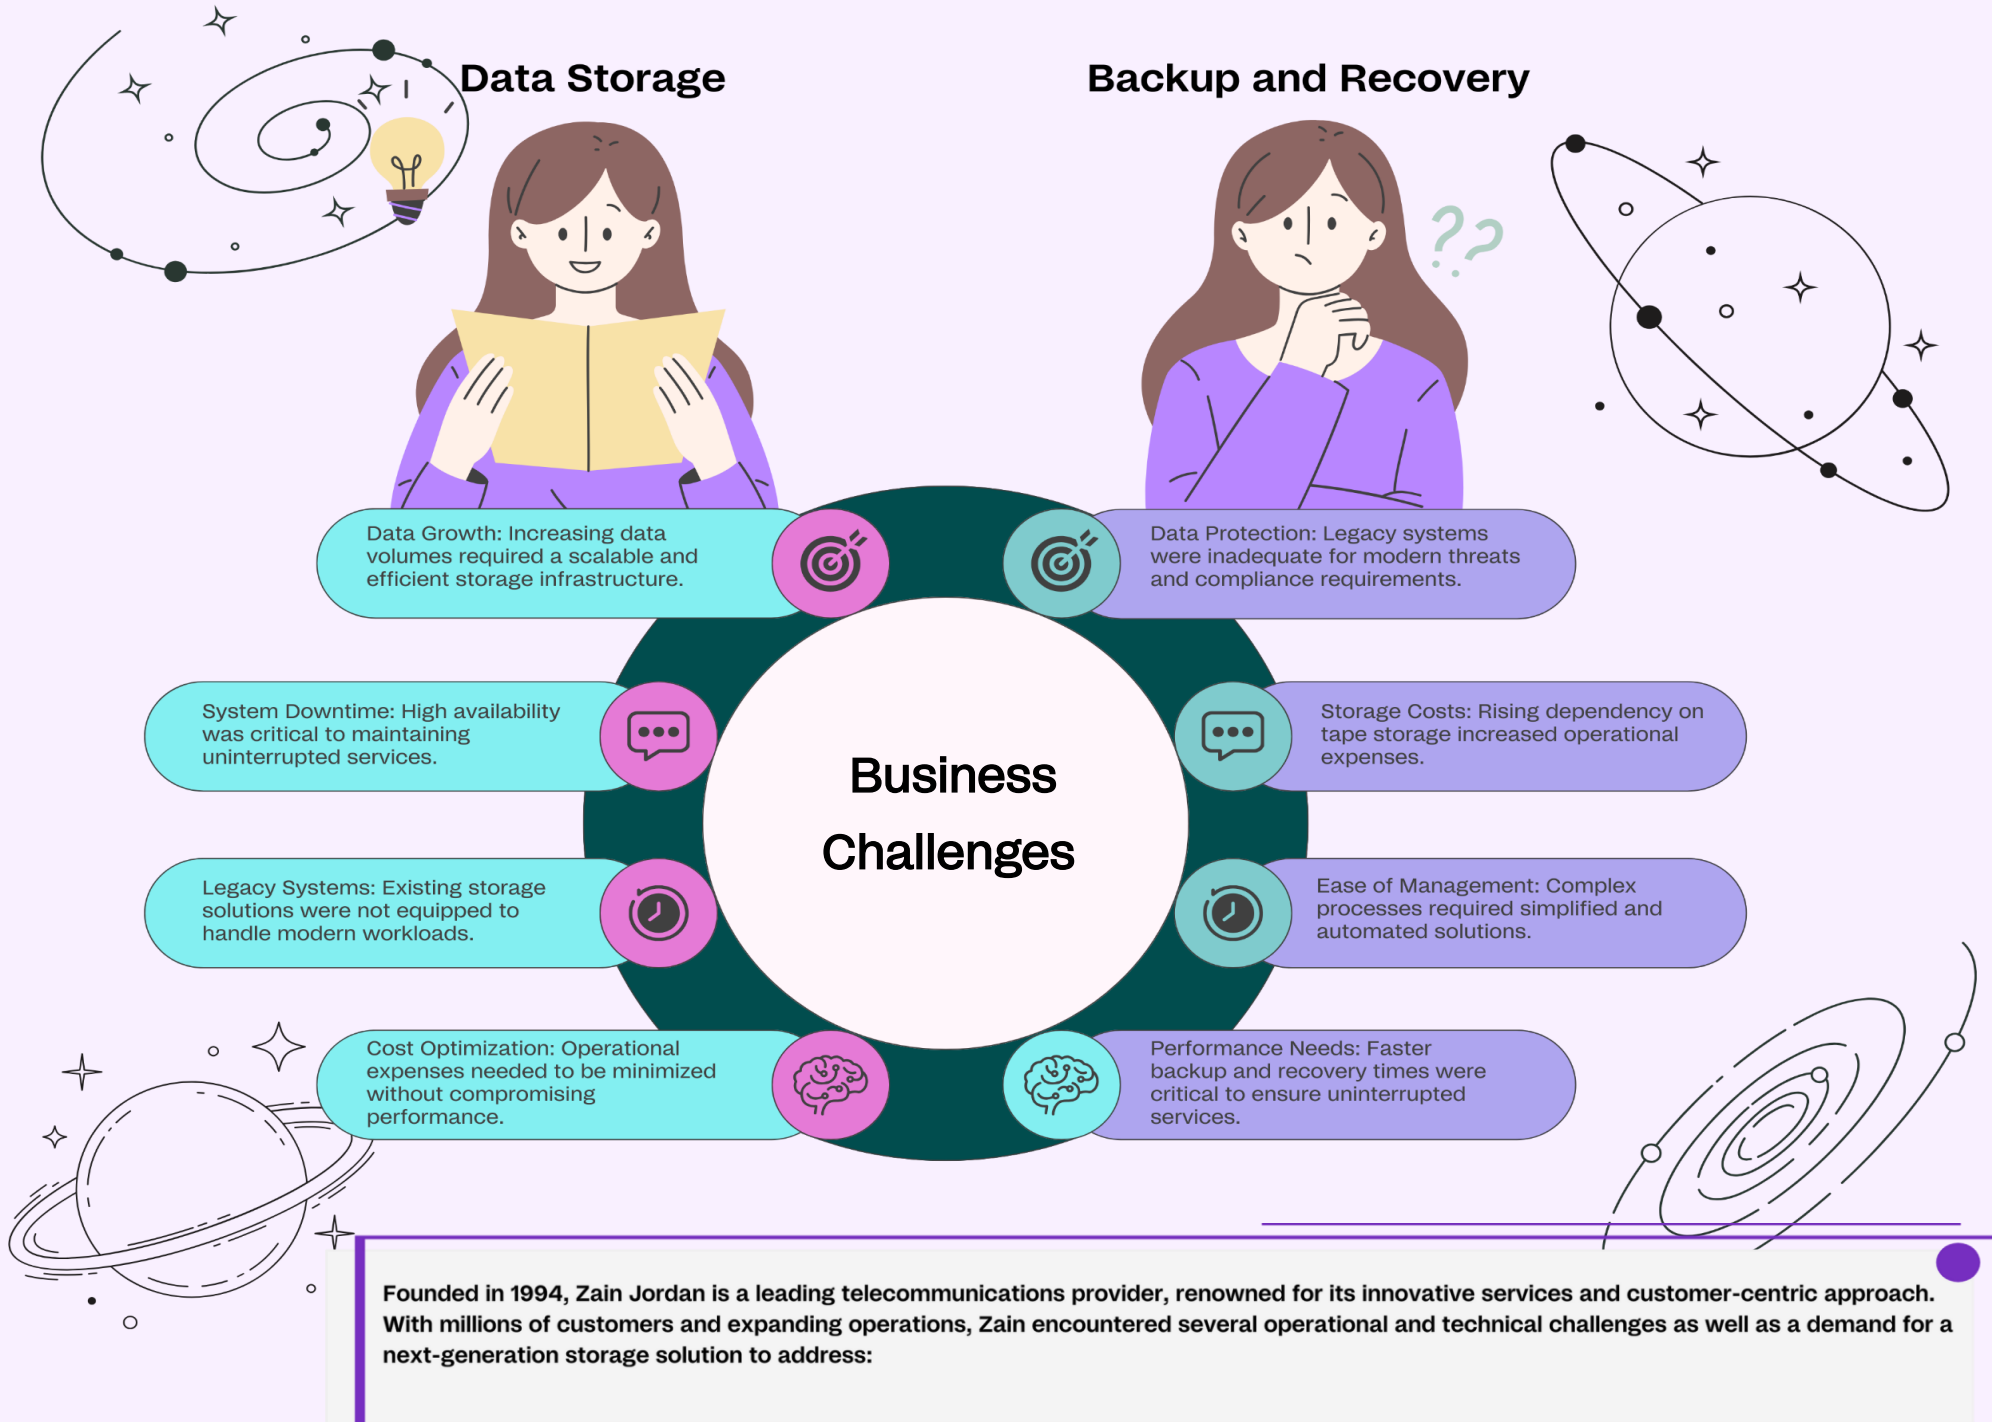 Data Storage
Backup and Recovery
??
Data Growth: Increasing data
volumes required a scalable and
efficient storage infrastructure.
Data Protection: Legacy systems
were inadequate for modern threats
and compliance requirements.
System Downtime: High availability
was critical to maintaining
uninterrupted services.
Storage Costs: Rising dependency on
tape storage increased operational
expenses.
Business
Challenges
Legacy Systems: Existing storage
solutions were not equipped to
handle modern workloads.
Ease of Management: Complex
processes required simplified and
automated solutions.
Cost Optimization: Operational
expenses needed to be minimized
without compromising
performance.
Performance Needs: Faster
backup and recovery times were
critical to ensure uninterrupted
services.
Founded in 1994, Zain Jordan is a leading telecommunications provider, renowned for its innovative services and customer-centric approach.
With millions of customers and expanding operations, Zain encountered several operational and technical challenges as well as a demand for a
next-generation storage solution to address: